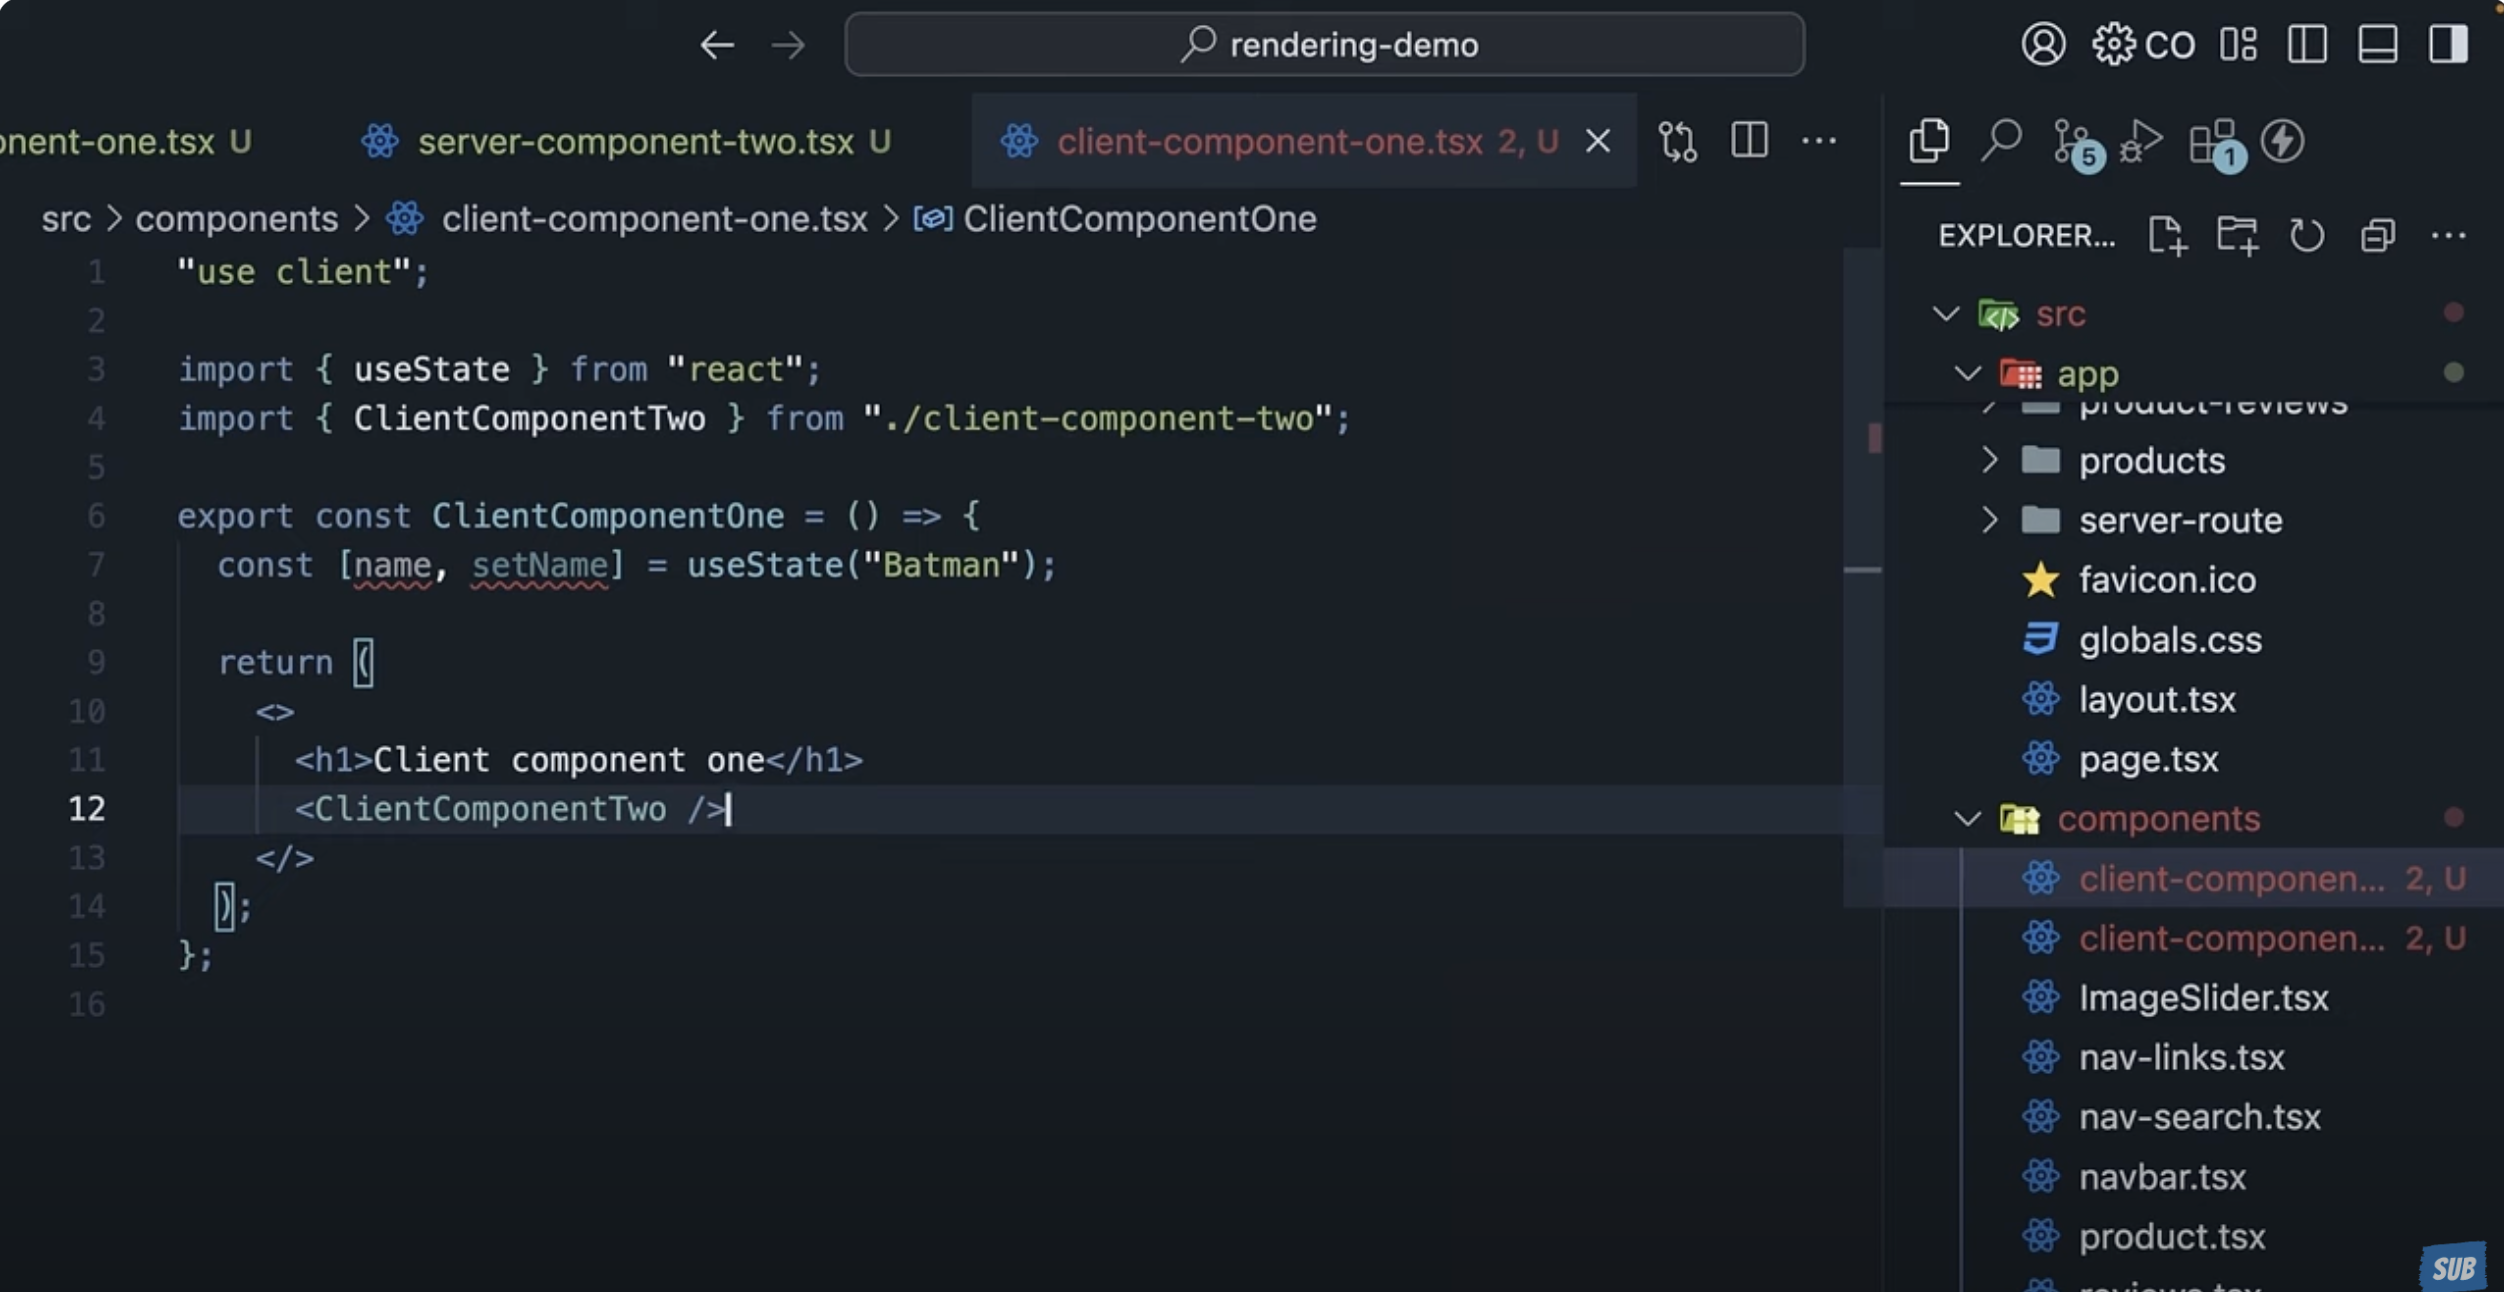 rendering-demo
CO
nent-one.tsx U
server-component-two.tsx U
client-component-one.tsx 2, U
5
1
src > components > client-component-one.tsx > ClientComponentOne
EXPLORER...
1 "use client";
2
3 import { useState } from "react";
4 import { ClientComponentTwo } from "./client-component-two";
5
6 export const ClientComponentOne = () => {
7 const [name, setName] = useState("Batman");
8
9 return (
10 <>
11 <h1>Client component one</h1>
12 <ClientComponentTwo />
13 </>
14 );
15 };
16
src
app
product-reviews
products
server-route
favicon.ico
globals.css
layout.tsx
page.tsx
components
client-componen... 2, U
client-componen... 2, U
ImageSlider.tsx
nav-links.tsx
nav-search.tsx
navbar.tsx
product.tsx
reviews.tsx
SUB